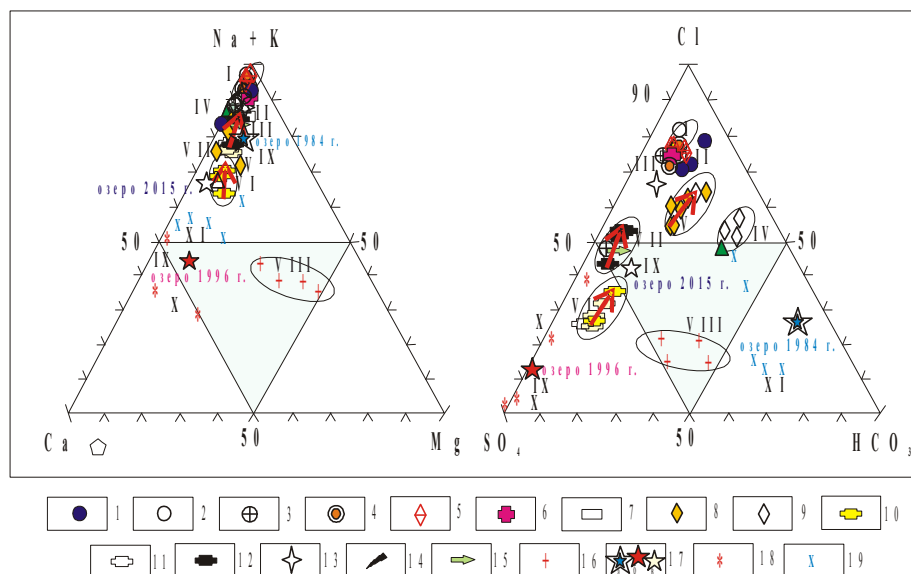 Na + K
Cl
90
I
I
IV
II
III
озеро 1984 г.
VII
IX
V
VI
озеро 2015 г.
II
III
IV
50
XI
50
50
VII
50
IX
IX
озеро 1996 г.
VIII
озеро 2015 г.
X
V
X
VIII
озеро 1984 г.
озеро 1996 г.
IX
XI
X
Ca
50
Mg
SO4
50
HCO3
1 2 3 4 5 6 7 8 9 10
11 12 13 14 15 16 17 18 19